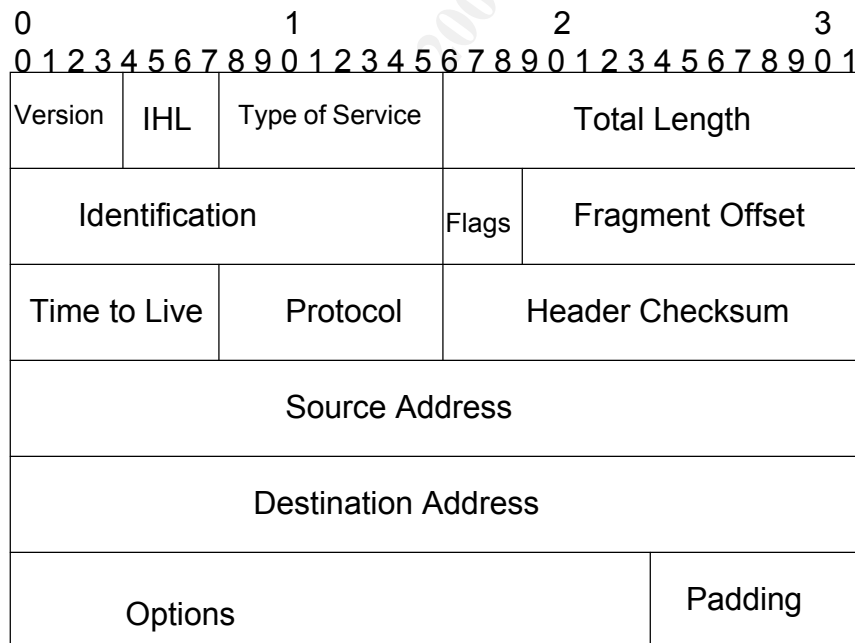 0 1 2 3
0 1 2 3 4 5 6 7 8 9 0 1 2 3 4 5 6 7 8 9 0 1 2 3 4 5 6 7 8 9 0 1
Version IHL Type of Service Total Length
Identification Flags Fragment Offset
Time to Live Protocol Header Checksum
Source Address
Destination Address
Options Padding